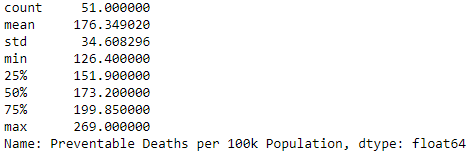 count 51.000000
mean 176.349020
std 34.608296
min 126.400000
25% 151.900000
50% 173.200000
75% 199.850000
max 269.000000
Name: Preventable Deaths per 100k Population, dtype: float64